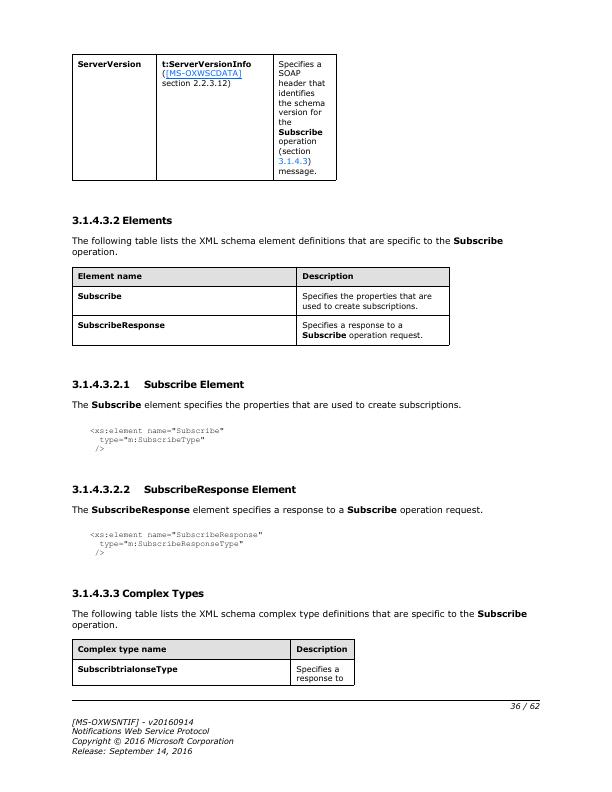 ServerVersion t:ServerVersionInfo Specifies a
([MS-OXWSCDATA] SOAP
section 2.2.3.12) header that
identifies
the schema
version for
the
Subscribe
operation
(section
3.1.4.3)
message.
3.1.4.3.2 Elements
The following table lists the XML schema element definitions that are specific to the Subscribe
operation.
Element name Description
Subscribe Specifies the properties that are
used to create subscriptions.
SubscribeResponse Specifies a response to a
Subscribe operation request.
3.1.4.3.2.1 Subscribe Element
The Subscribe element specifies the properties that are used to create subscriptions.
<xs:element name="Subscribe"
type="m:SubscribeType"
/>
3.1.4.3.2.2 SubscribeResponse Element
The SubscribeResponse element specifies a response to a Subscribe operation request.
<xs:element name="SubscribeResponse"
type="m:SubscribeResponseType"
/>
3.1.4.3.3 Complex Types
The following table lists the XML schema complex type definitions that are specific to the Subscribe
operation.
Complex type name Description
SubscribtrialonseType Specifies a
response to
36 / 62
[MS-OXWSNTIF] - v20160914
Notifications Web Service Protocol
Copyright © 2016 Microsoft Corporation
Release: September 14, 2016